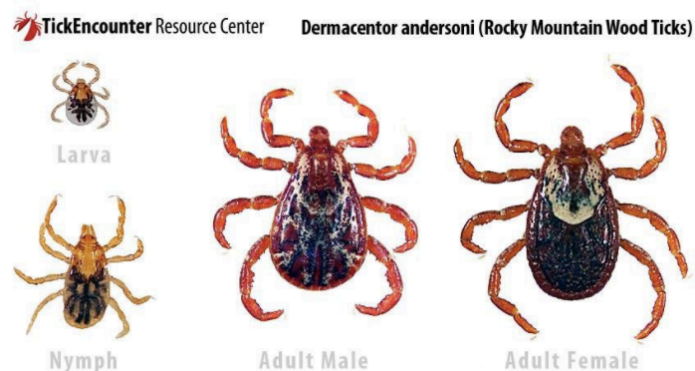 TickEncounter Resource Center
Dermacentor andersoni (Rocky Mountain Wood Ticks)
Larva
Nymph
Adult Male
Adult Female